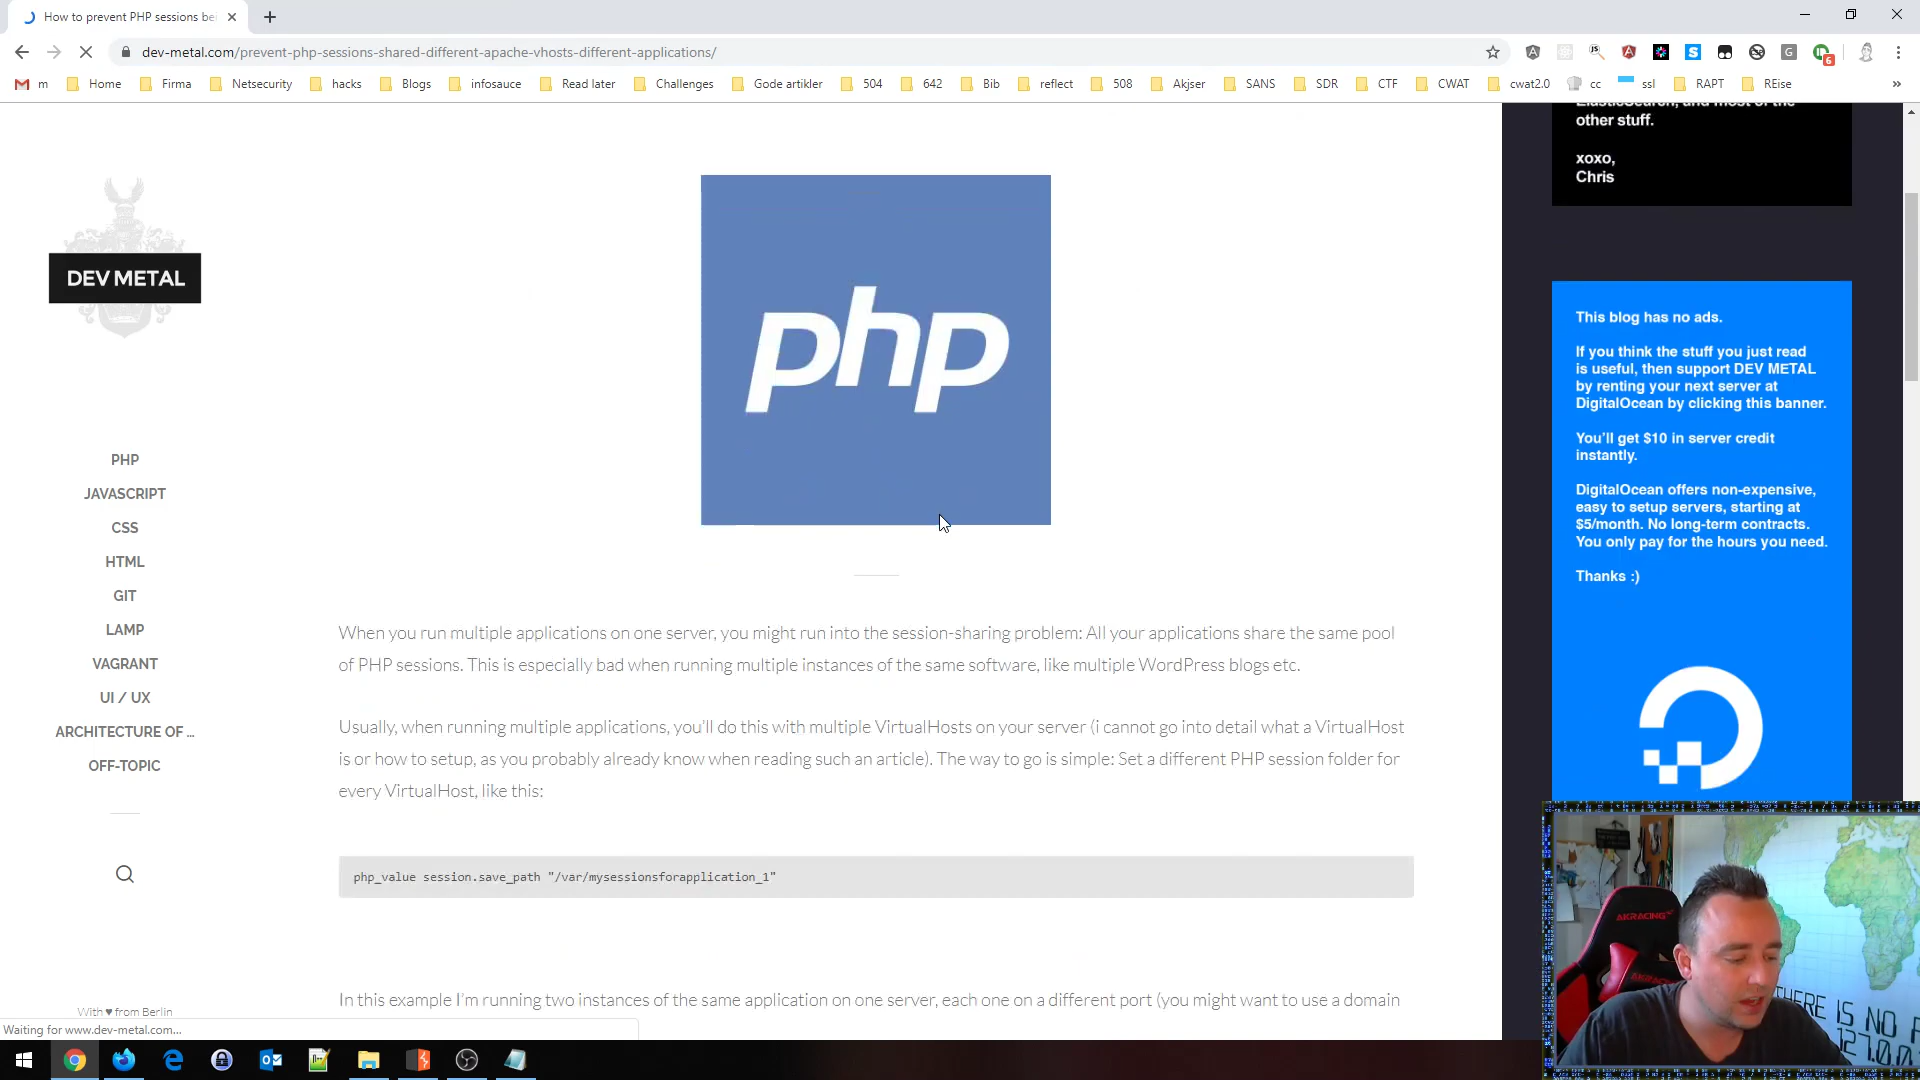 How to prevent PHP sessions bei
dev-metal.com/prevent-php-sessions-shared-different-apache-vhosts-different-applications/
m Home Firma Netsecurity hacks Blogs infosauce Read later Challenges Gode artikler 504 642 Bib reflect 508 Akjser SANS SDR CTF CWAT cwat2.0 cc ssl RAPT REise »
other stuff.
xoxo,
Chris
DEV METAL
php
This blog has no ads.
If you think the stuff you just read
is useful, then support DEV METAL
by renting your next server at
DigitalOcean by clicking this banner.
You'll get $10 in server credit
instantly.
DigitalOcean offers non-expensive,
easy to setup servers, starting at
$5/month. No long-term contracts.
You only pay for the hours you need.
Thanks :)
PHP
JAVASCRIPT
CSS
HTML
GIT
LAMP
VAGRANT
UI / UX
ARCHITECTURE OF ...
OFF-TOPIC
With ♥ from Berlin
When you run multiple applications on one server, you might run into the session-sharing problem: All your applications share the same pool
of PHP sessions. This is especially bad when running multiple instances of the same software, like multiple WordPress blogs etc.
Usually, when running multiple applications, you'll do this with multiple VirtualHosts on your server (i cannot go into detail what a VirtualHost
is or how to setup, as you probably already know when reading such an article). The way to go is simple: Set a different PHP session folder for
every VirtualHost, like this:
php_value session.save_path "/var/mysessionsforapplication_1"
In this example I'm running two instances of the same application on one server, each one on a different port (you might want to use a domain
Waiting for www.dev-metal.com...
AKRACING
THERE IS NO
127.0.0